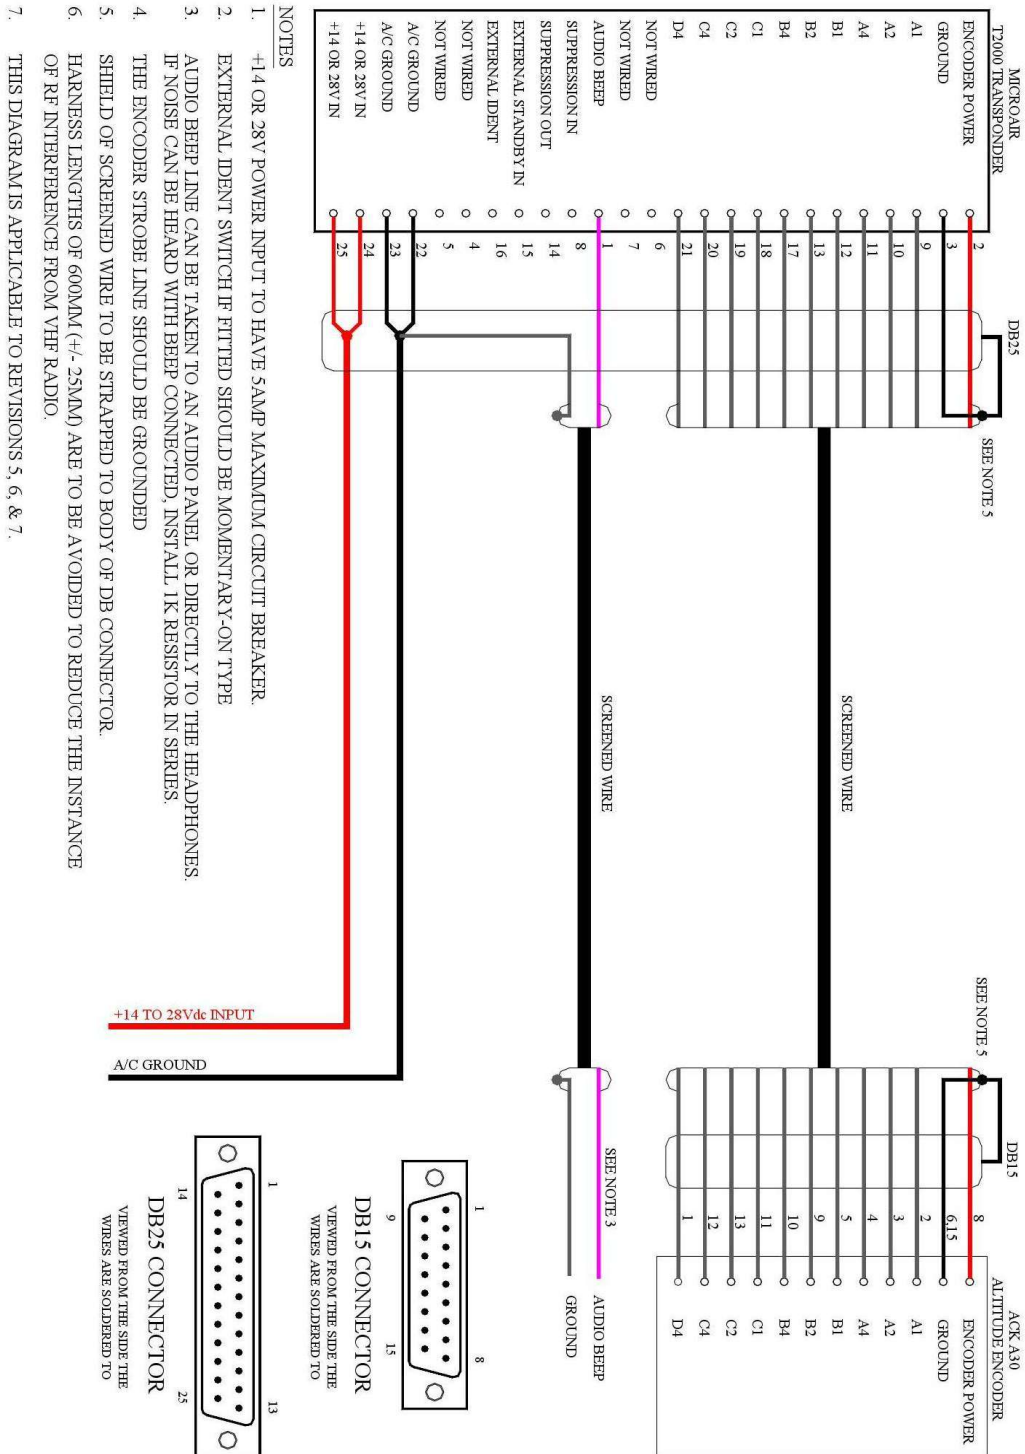 MICROAIR
T2000 TRANSPONDER
ENCODER POWER
GROUND
A1
A2
A4
B1
B2
B4
C1
C2
C4
D4
NOT WIRED
NOT WIRED
AUDIO BEEP
SUPPRESSION IN
SUPPRESSION OUT
EXTERNAL STANDBY IN
EXTERNAL IDENT
NOT WIRED
NOT WIRED
A/C GROUND
A/C GROUND
+14 OR 28V IN
+14 OR 28V IN
2
3
9
10
11
12
13
17
18
19
20
21
6
7
1
8
14
15
16
4
5
22
23
24
25
DB25
SEE NOTE 5
SCREENED WIRE
SCREENED WIRE
SEE NOTE 5
DB15
SEE NOTE 3
8
6,15
2
3
4
5
9
10
11
13
12
1
ACK A30
ALTITUDE ENCODER
ENCODER POWER
GROUND
A1
A2
A4
B1
B2
B4
C1
C2
C4
D4
AUDIO BEEP
GROUND
+14 TO 28Vdc INPUT
A/C GROUND
1
8
9
15
DB15 CONNECTOR
VIEWED FROM THE SIDE THE
WIRES ARE SOLDERED TO
1
13
14
25
DB25 CONNECTOR
VIEWED FROM THE SIDE THE
WIRES ARE SOLDERED TO
NOTES
1. +14 OR 28V POWER INPUT TO HAVE 5AMP MAXIMUM CIRCUIT BREAKER.
2. EXTERNAL IDENT SWITCH IF FITTED SHOULD BE MOMENTARY-ON TYPE
3. AUDIO BEEP LINE CAN BE TAKEN TO AN AUDIO PANEL OR DIRECTLY TO THE HEADPHONES.
IF NOISE CAN BE HEARD WITH BEEP CONNECTED, INSTALL 1K RESISTOR IN SERIES.
4. THE ENCODER STROBE LINE SHOULD BE GROUNDED
5. SHIELD OF SCREENED WIRE TO BE STRAPPED TO BODY OF DB CONNECTOR.
6. HARNESS LENGTHS OF 600MM (+/- 25MM) ARE TO BE AVOIDED TO REDUCE THE INSTANCE
OF RF INTERFERENCE FROM VHF RADIO.
7. THIS DIAGRAM IS APPLICABLE TO REVISIONS 5, 6, & 7.